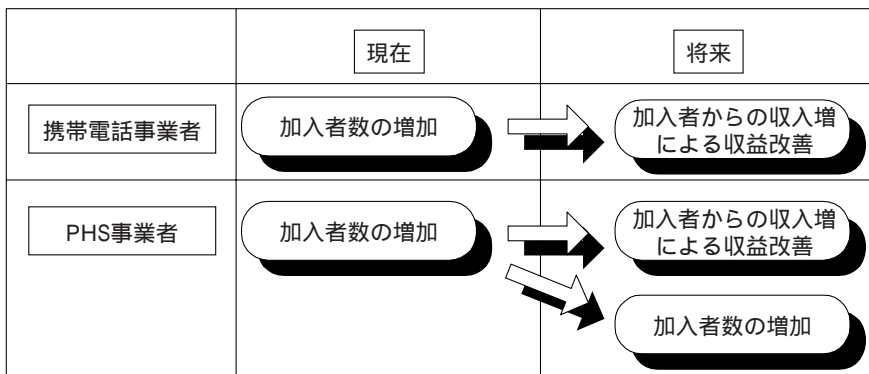 現在
将来
携帯電話事業者
加入者数の増加
加入者からの収入増
による収益改善
PHS事業者
加入者数の増加
加入者からの収入増
による収益改善
加入者数の増加